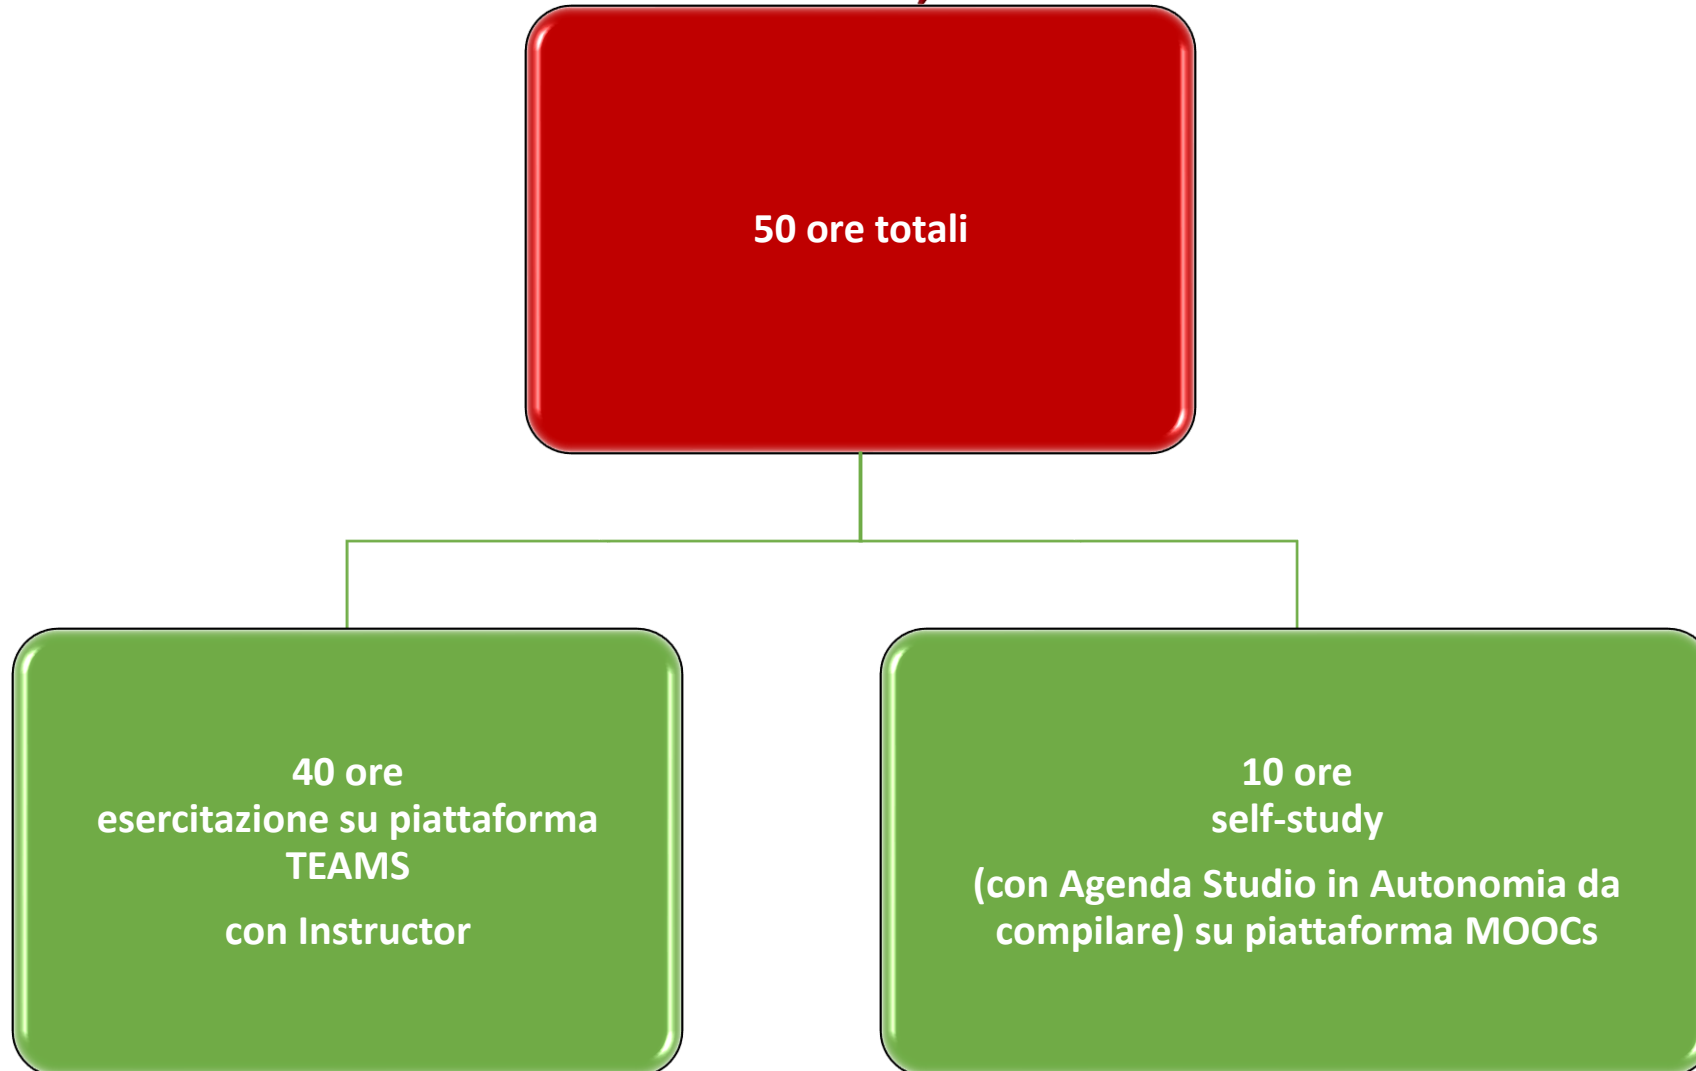 50 ore totali
40 ore
esercitazione su piattaforma
TEAMS
con Instructor
10 ore
self-study
(con Agenda Studio in Autonomia da
compilare) su piattaforma MOOCs